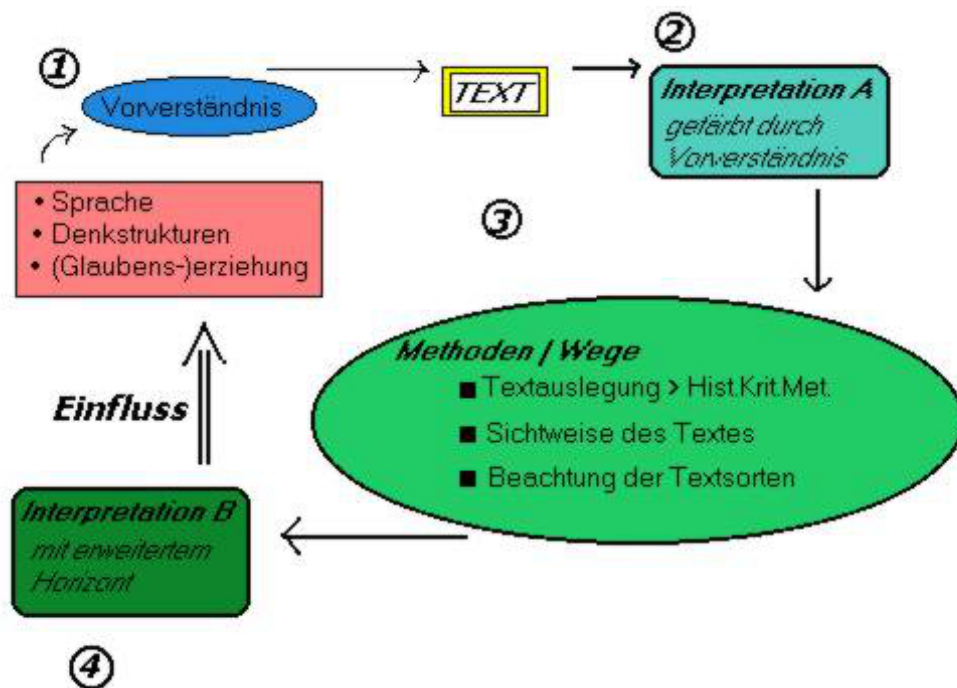 ①
Vorverständnis
TEXT
②
Interpretation A
gefärbt durch
Vorverständnis
• Sprache
• Denkstrukturen
• (Glaubens-)erziehung
③
Methoden / Wege
■ Textauslegung > Hist.Krit.Met.
■ Sichtweise des Textes
■ Beachtung der Textsorten
Einfluss
Interpretation B
mit erweitertem
Horizont
④